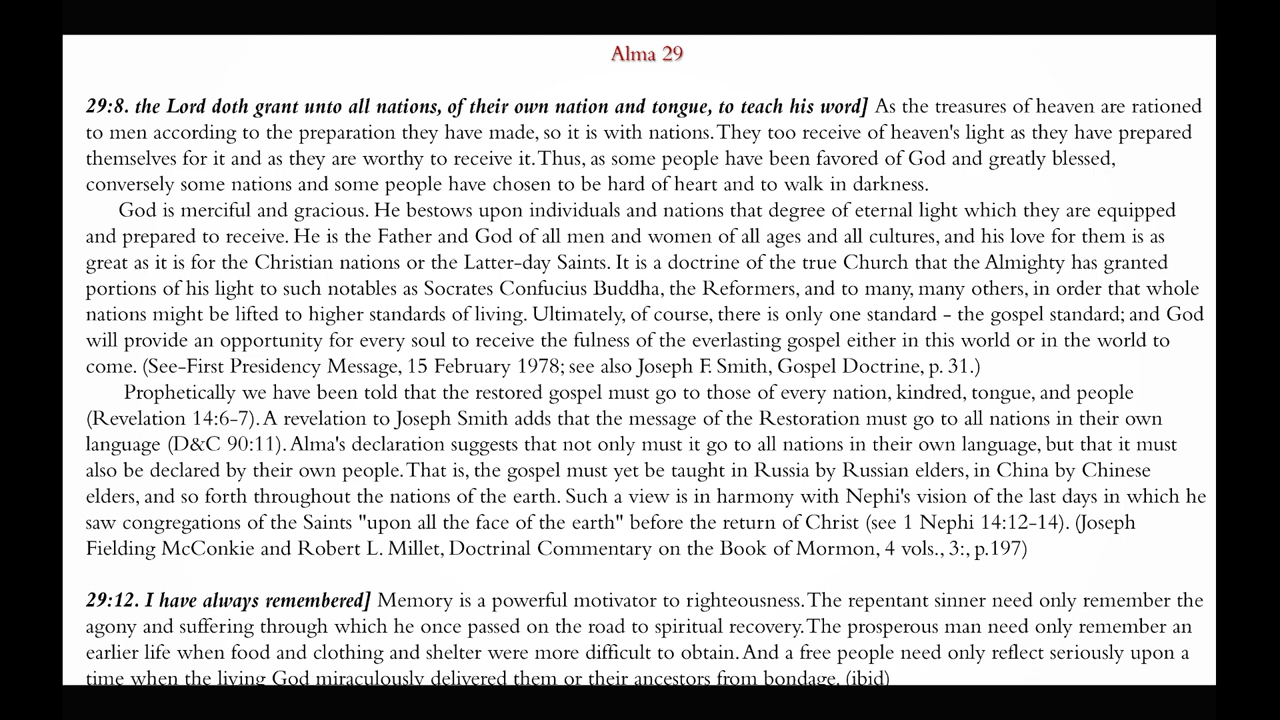 Alma 29
29:8. the Lord doth grant unto all nations, of their own nation and tongue, to teach his word] As the treasures of heaven are rationed
to men according to the preparation they have made, so it is with nations. They too receive of heaven's light as they have prepared
themselves for it and as they are worthy to receive it. Thus, as some people have been favored of God and greatly blessed,
conversely some nations and some people have chosen to be hard of heart and to walk in darkness.
God is merciful and gracious. He bestows upon individuals and nations that degree of eternal light which they are equipped
and prepared to receive. He is the Father and God of all men and women of all ages and all cultures, and his love for them is as
great as it is for the Christian nations or the Latter-day Saints. It is a doctrine of the true Church that the Almighty has granted
portions of his light to such notables as Socrates Confucius Buddha, the Reformers, and to many, many others, in order that whole
nations might be lifted to higher standards of living. Ultimately, of course, there is only one standard - the gospel standard; and God
will provide an opportunity for every soul to receive the fulness of the everlasting gospel either in this world or in the world to
come. (See-First Presidency Message, 15 February 1978; see also Joseph F. Smith, Gospel Doctrine, p. 31.)
Prophetically we have been told that the restored gospel must go to those of every nation, kindred, tongue, and people
(Revelation 14:6-7). A revelation to Joseph Smith adds that the message of the Restoration must go to all nations in their own
language (D&C 90:11). Alma's declaration suggests that not only must it go to all nations in their own language, but that it must
also be declared by their own people. That is, the gospel must yet be taught in Russia by Russian elders, in China by Chinese
elders, and so forth throughout the nations of the earth. Such a view is in harmony with Nephi's vision of the last days in which he
saw congregations of the Saints "upon all the face of the earth" before the return of Christ (see 1 Nephi 14:12-14). (Joseph
Fielding McConkie and Robert L. Millet, Doctrinal Commentary on the Book of Mormon, 4 vols., 3:, p.197)
29:12. I have always remembered] Memory is a powerful motivator to righteousness. The repentant sinner need only remember the
agony and suffering through which he once passed on the road to spiritual recovery. The prosperous man need only remember an
earlier life when food and clothing and shelter were more difficult to obtain. And a free people need only reflect seriously upon a
time when the living God miraculously delivered them or their ancestors from bondage. (ibid)